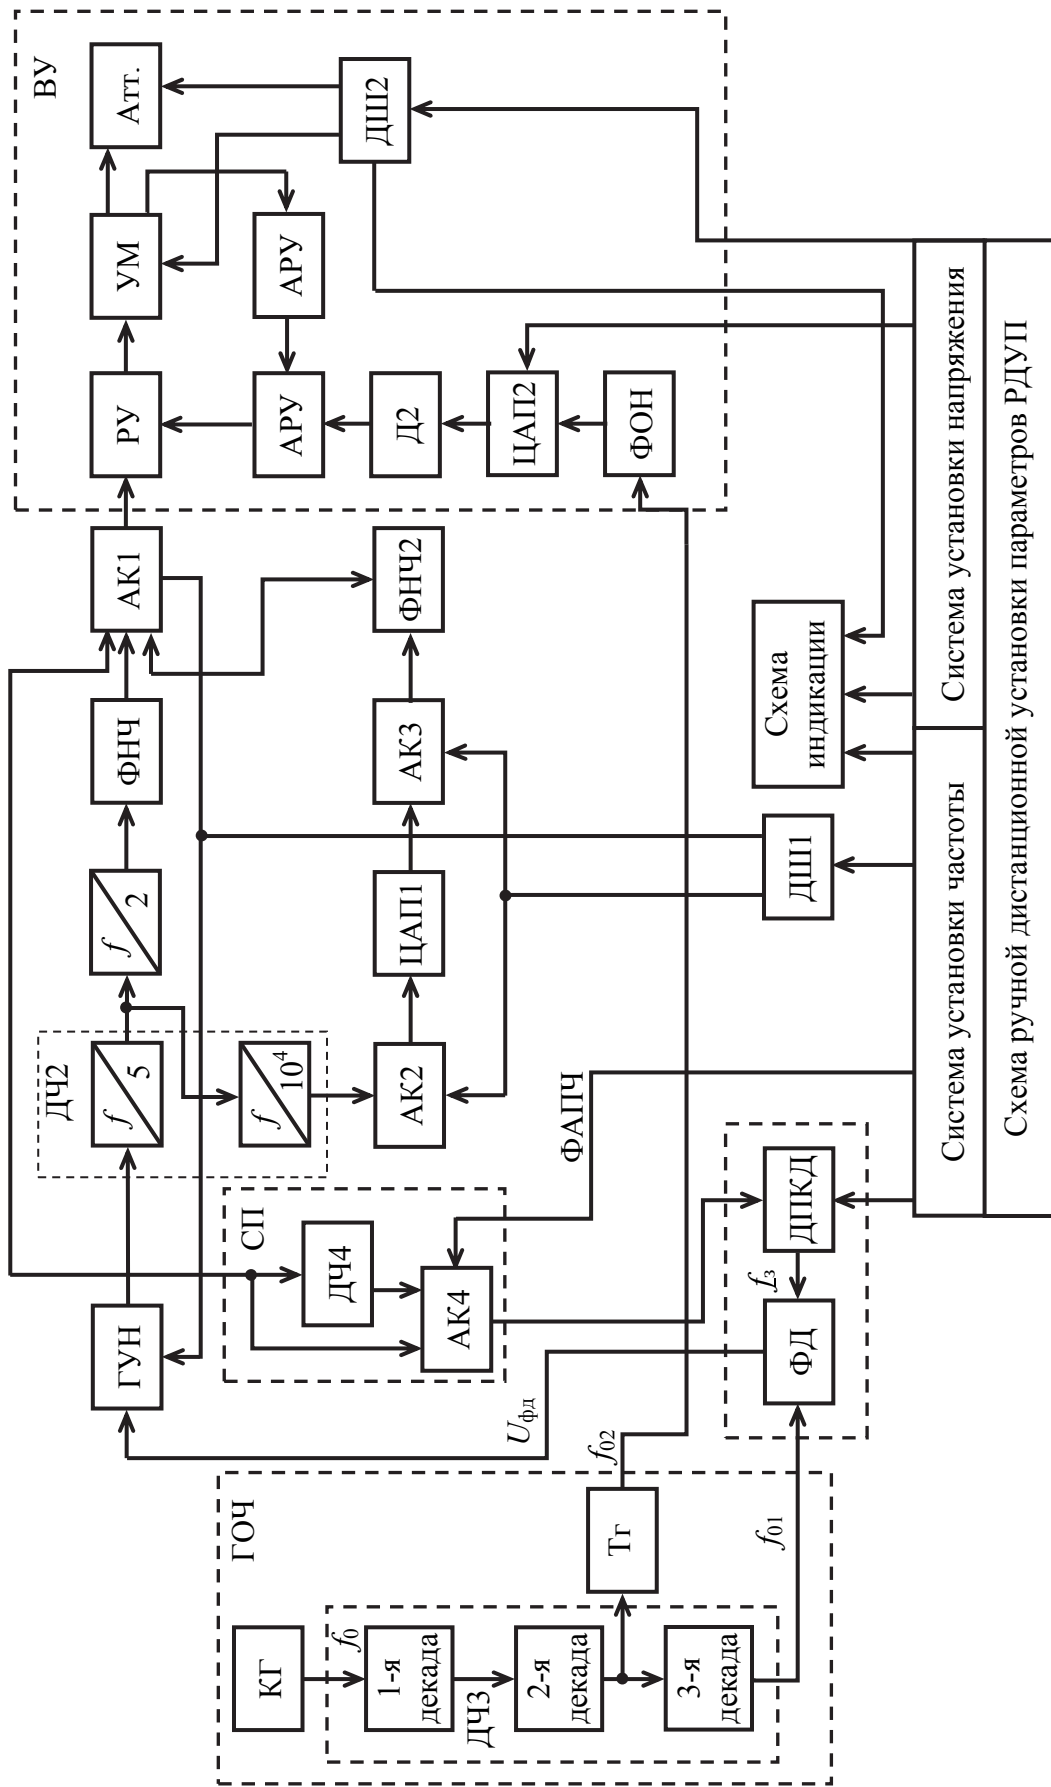 ВУ
Атт.
УМ
РУ
АРУ
АРУ
ДШ2
Д2
ЦАП2
ФОН
АК1
ФНЧ2
ФНЧ
АК3
f
2
ЦАП1
ДЧ2
f
5
f
10⁴
АК2
ГУН
СП
ДЧ4
АК4
ФАПЧ
Схема
индикации
ДШ1
ДПКД
fз
ФД
Uфд
f02
f01
ГОЧ
КГ
f0
1-я
декада
ДЧ3
2-я
декада
3-я
декада
Тг
Система установки частоты
Система установки напряжения
Схема ручной дистанционной установки параметров РДУП